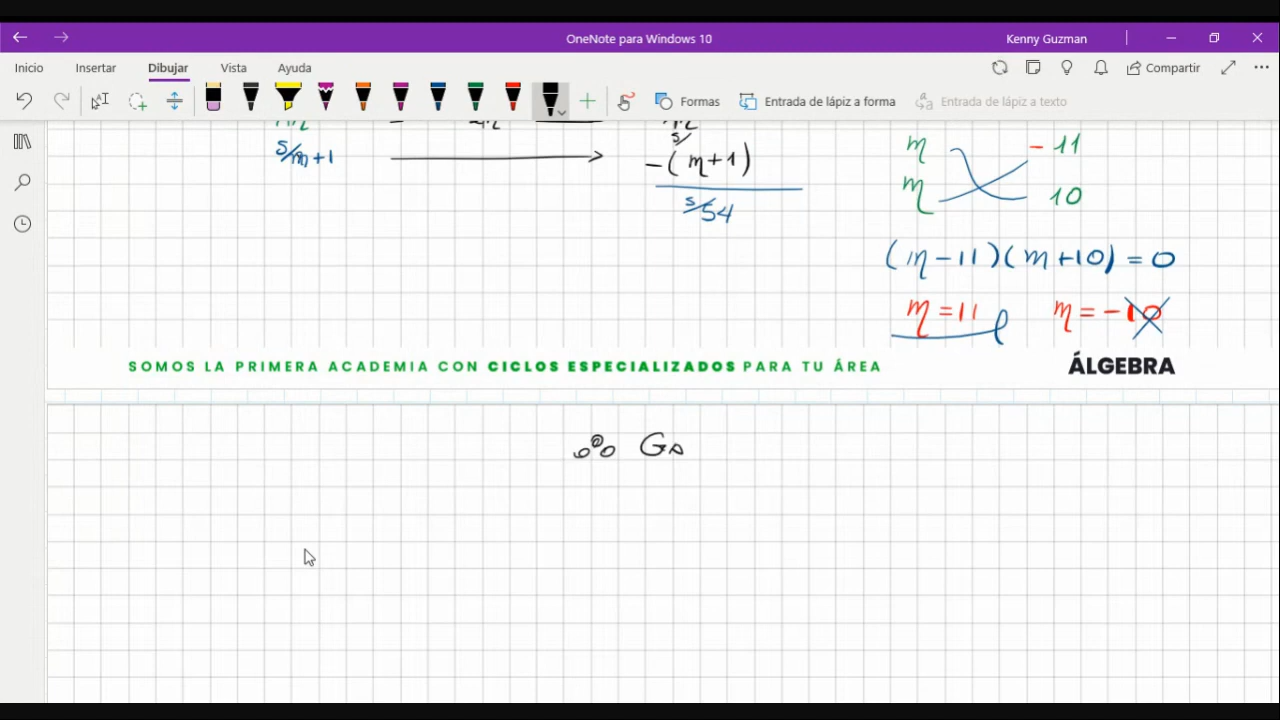 OneNote para Windows 10
Kenny Guzman
Inicio Insertar Dibujar Vista Ayuda
Compartir
Formas Entrada de lápiz a forma Entrada de lápiz a texto
S/m+1
S/
-(m+1)
S/54
m - 11
m 10
(m-11)(m+10)=0
m=11 m=-10
SOMOS LA PRIMERA ACADEMIA CON CICLOS ESPECIALIZADOS PARA TU ÁREA
ÁLGEBRA
Ga